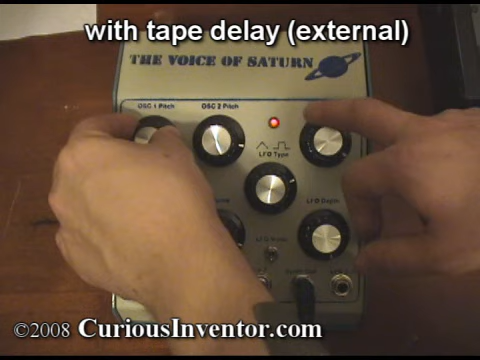 with tape delay (external)
THE VOICE OF SATURN
OSC 1 Pitch OSC 2 Pitch
LFO Type
LFO Depth
©2008 CuriousInventor.com